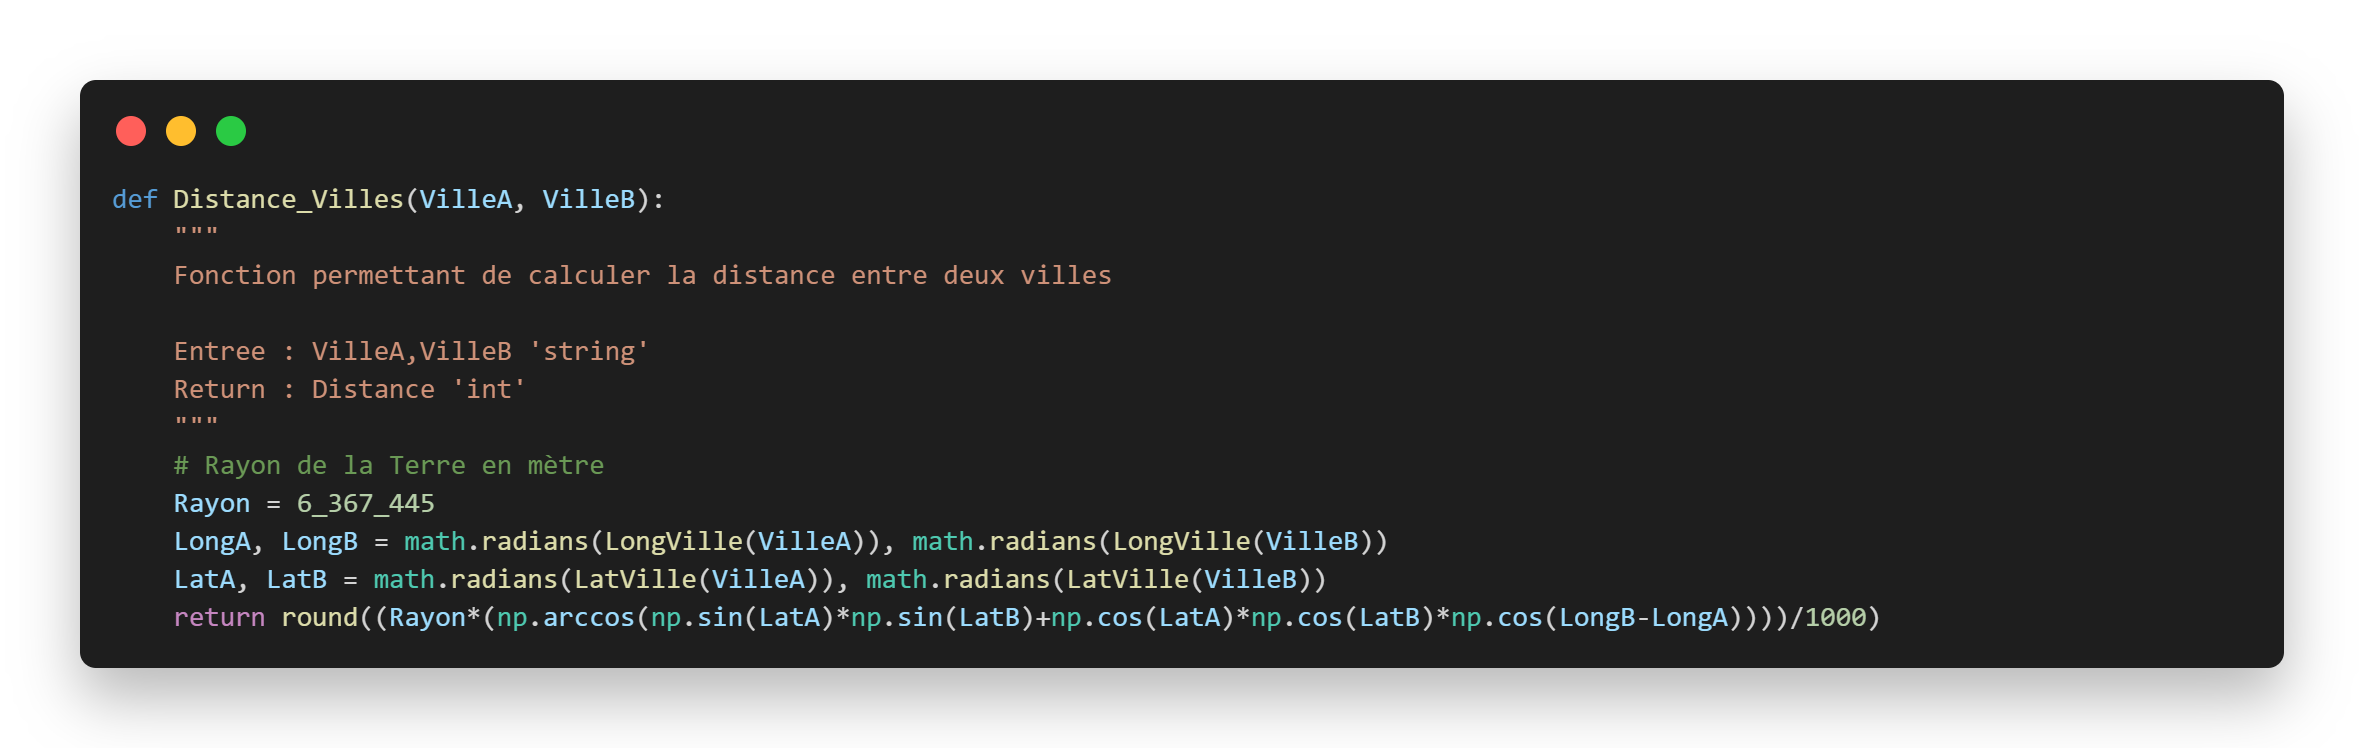 def Distance_Villes(VilleA, VilleB):
    """
    Fonction permettant de calculer la distance entre deux villes

    Entree : VilleA,VilleB 'string'
    Return : Distance 'int'
    """
    # Rayon de la Terre en mètre
    Rayon = 6_367_445
    LongA, LongB = math.radians(LongVille(VilleA)), math.radians(LongVille(VilleB))
    LatA, LatB = math.radians(LatVille(VilleA)), math.radians(LatVille(VilleB))
    return round((Rayon*(np.arccos(np.sin(LatA)*np.sin(LatB)+np.cos(LatA)*np.cos(LatB)*np.cos(LongB-LongA))))/1000)